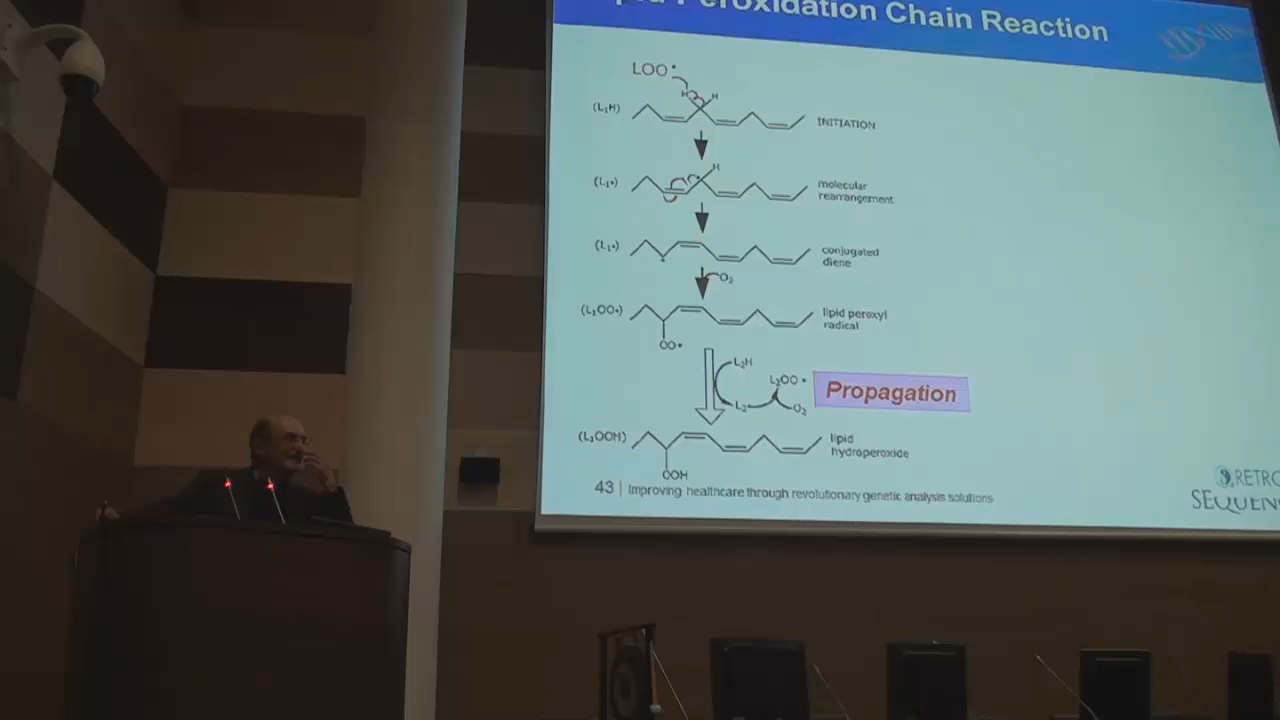 Peroxidation Chain Reaction
LOO•
H H
(L₁H)
INITIATION
H
(L₁•)
molecular
rearrangement
(L₁•)
conjugated
diene
O₂
(L₁OO•)
lipid peroxyl
radical
OO•
L₂H
L₂OO•
Propagation
L₂•
O₂
(L₁OOH)
lipid
hydroperoxide
OOH
43 | Improving healthcare through revolutionary genetic analysis solutions
RETRO
SEQUEN